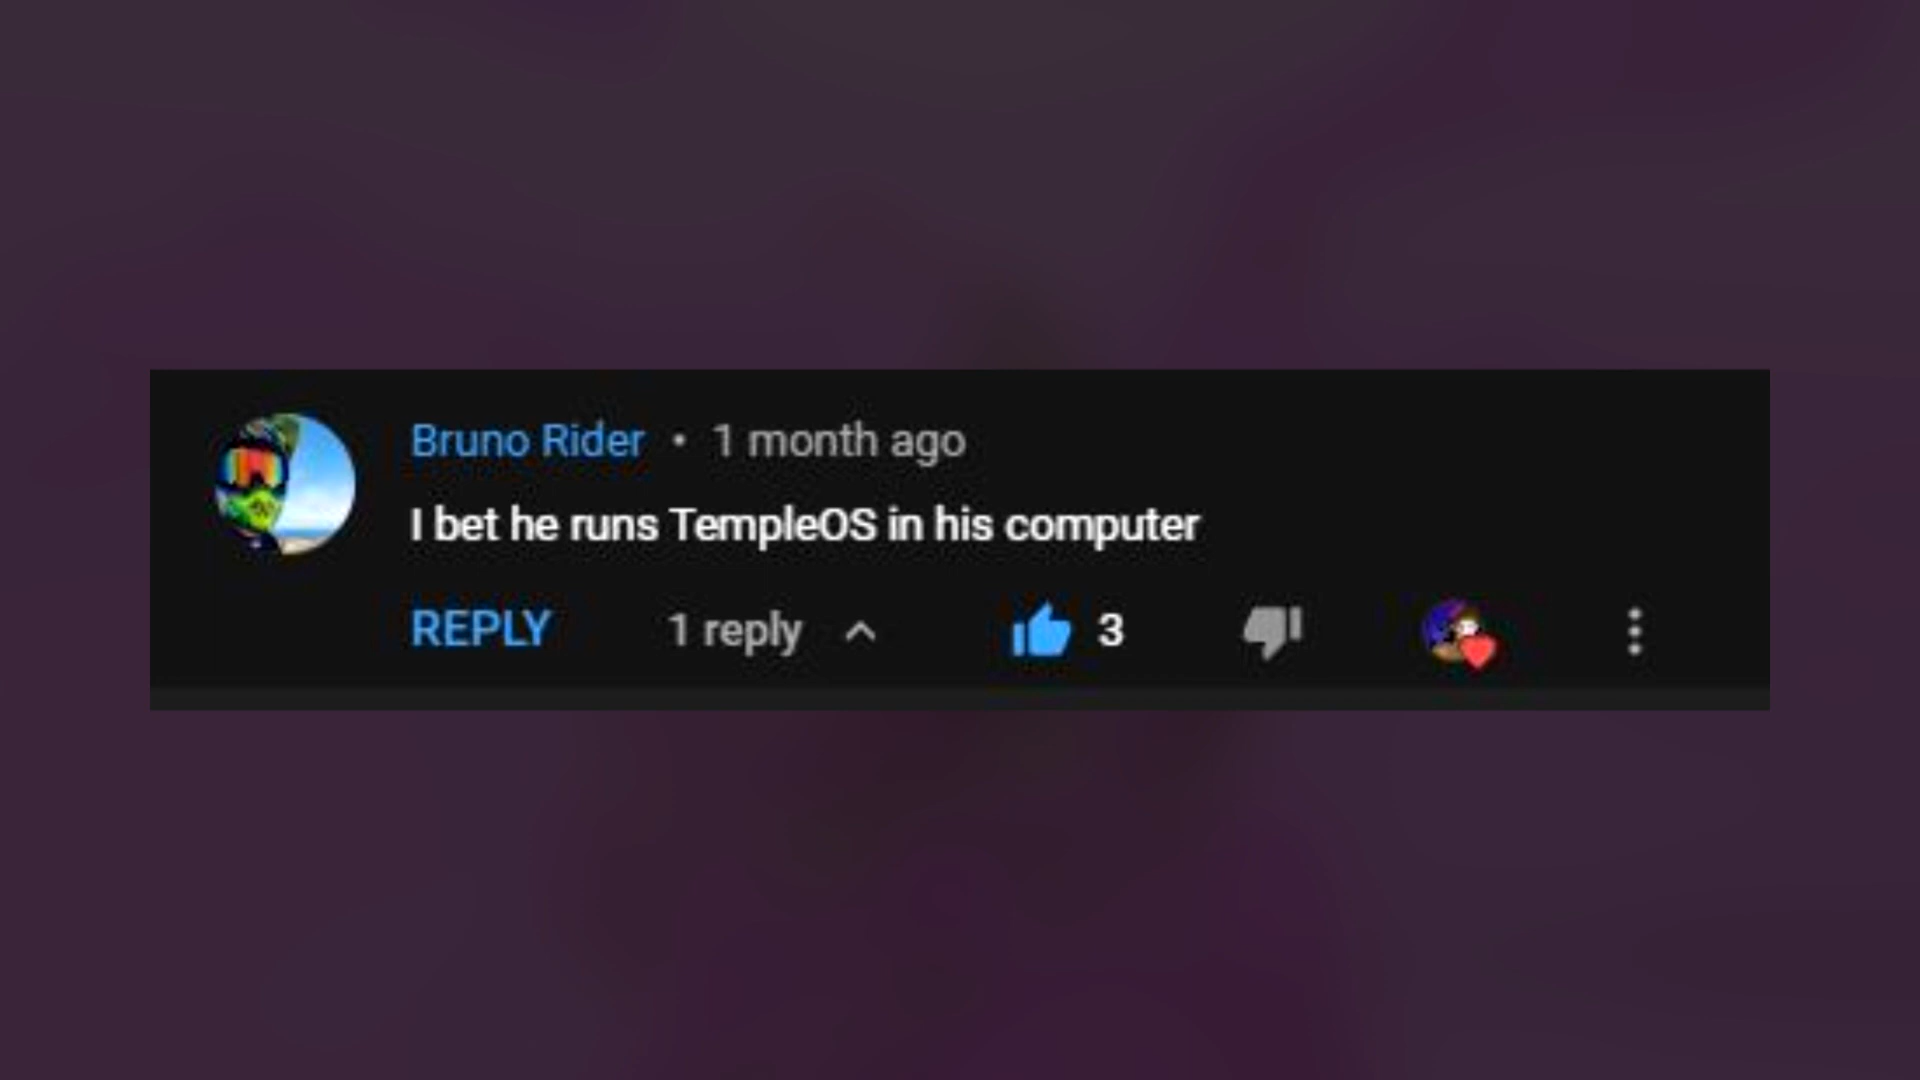 Bruno Rider • 1 month ago
I bet he runs TempleOS in his computer
REPLY 1 reply 3